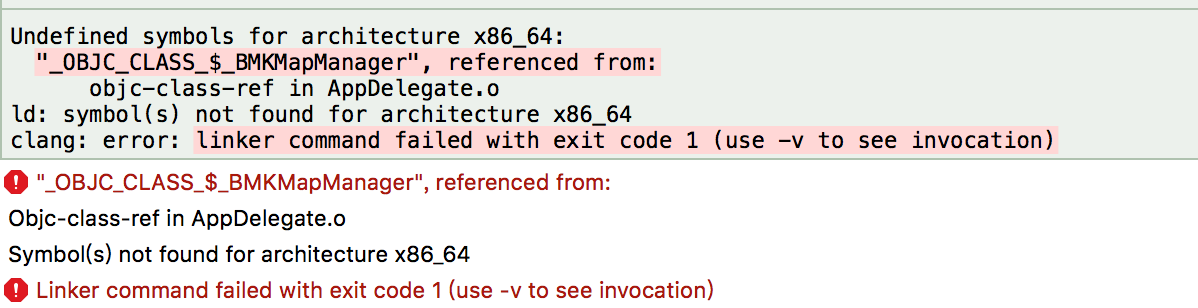 Undefined symbols for architecture x86_64:
"_OBJC_CLASS_$_BMKMapManager", referenced from:
objc-class-ref in AppDelegate.o
ld: symbol(s) not found for architecture x86_64
clang: error: linker command failed with exit code 1 (use -v to see invocation)
"_OBJC_CLASS_$_BMKMapManager", referenced from:
Objc-class-ref in AppDelegate.o
Symbol(s) not found for architecture x86_64
Linker command failed with exit code 1 (use -v to see invocation)